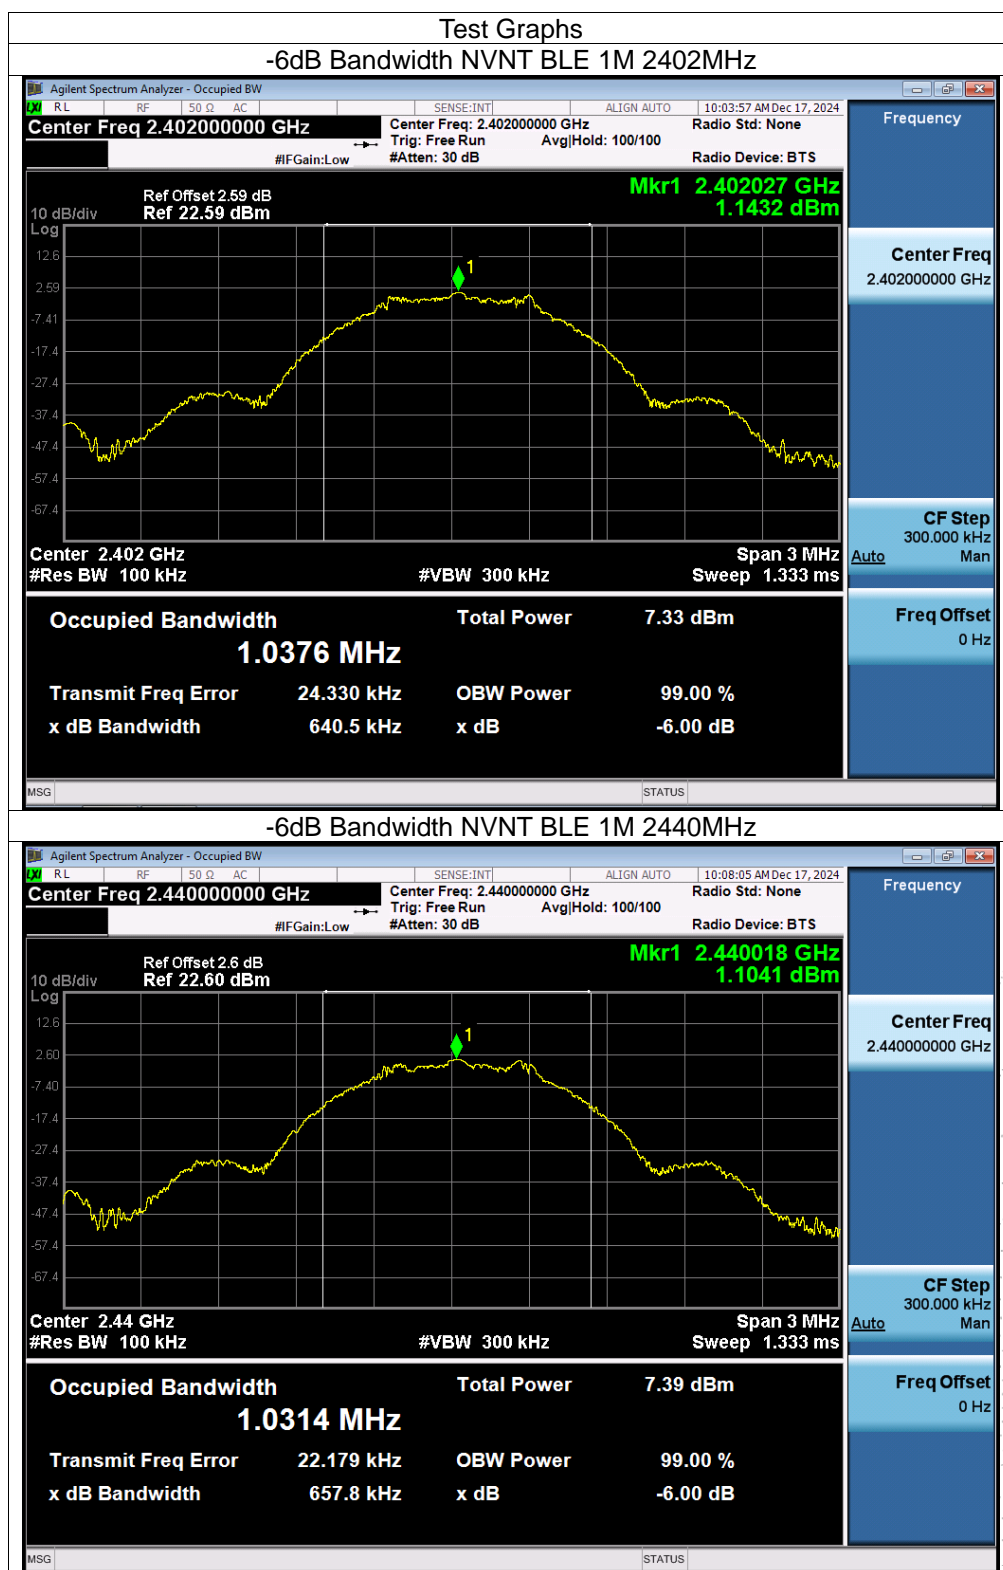 Test Graphs
-6dB Bandwidth NVNT BLE 1M 2402MHz
Agilent Spectrum Analyzer - Occupied BW
LXI RL RF 50 Ω AC SENSE:INT ALIGN AUTO 10:03:57 AM Dec 17, 2024
Center Freq 2.402000000 GHz
Center Freq: 2.402000000 GHz
Radio Std: None
Trig: Free Run Avg|Hold: 100/100
#IFGain:Low #Atten: 30 dB Radio Device: BTS
Frequency
Mkr1 2.402027 GHz
1.1432 dBm
Ref Offset 2.59 dB
10 dB/div Ref 22.59 dBm
Log
12.6
2.59
-7.41
-17.4
-27.4
-37.4
-47.4
-57.4
-67.4
1
Center 2.402 GHz Span 3 MHz
#Res BW 100 kHz #VBW 300 kHz Sweep 1.333 ms
Center Freq
2.402000000 GHz
CF Step
300.000 kHz
Auto Man
Freq Offset
0 Hz
Occupied Bandwidth Total Power 7.33 dBm
1.0376 MHz
Transmit Freq Error 24.330 kHz OBW Power 99.00 %
x dB Bandwidth 640.5 kHz x dB -6.00 dB
MSG STATUS
-6dB Bandwidth NVNT BLE 1M 2440MHz
Agilent Spectrum Analyzer - Occupied BW
LXI RL RF 50 Ω AC SENSE:INT ALIGN AUTO 10:08:05 AM Dec 17, 2024
Center Freq 2.440000000 GHz
Center Freq: 2.440000000 GHz
Radio Std: None
Trig: Free Run Avg|Hold: 100/100
#IFGain:Low #Atten: 30 dB Radio Device: BTS
Frequency
Mkr1 2.440018 GHz
1.1041 dBm
Ref Offset 2.6 dB
10 dB/div Ref 22.60 dBm
Log
12.6
2.60
-7.40
-17.4
-27.4
-37.4
-47.4
-57.4
-67.4
1
Center 2.44 GHz Span 3 MHz
#Res BW 100 kHz #VBW 300 kHz Sweep 1.333 ms
Center Freq
2.440000000 GHz
CF Step
300.000 kHz
Auto Man
Freq Offset
0 Hz
Occupied Bandwidth Total Power 7.39 dBm
1.0314 MHz
Transmit Freq Error 22.179 kHz OBW Power 99.00 %
x dB Bandwidth 657.8 kHz x dB -6.00 dB
MSG STATUS